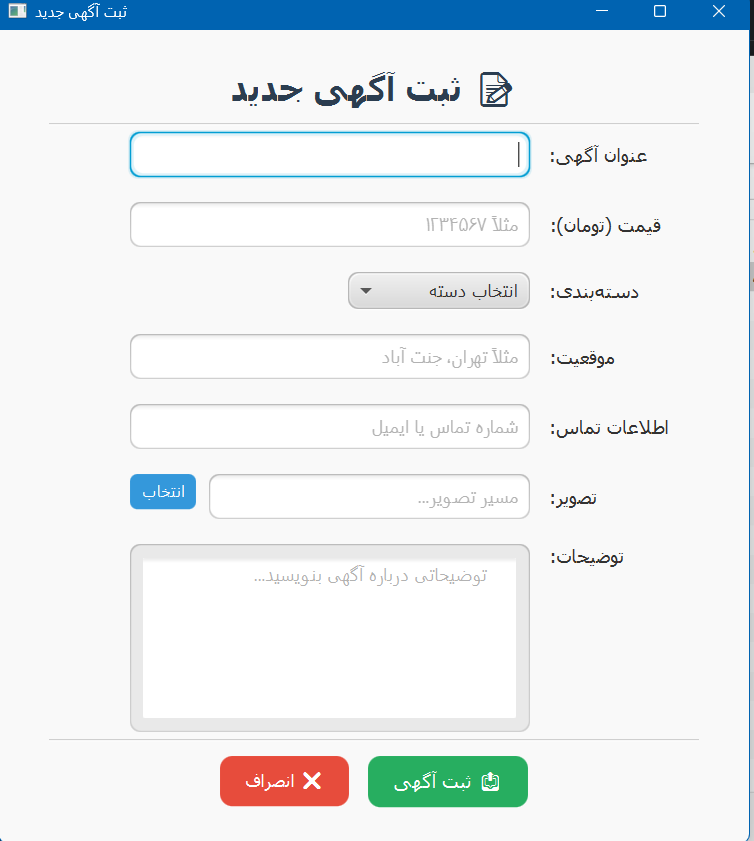 ثبت آگهی جدید
ثبت آگهی جدید
عنوان آگهی:
قیمت (تومان):
مثلاً ۱۲۳۴۵۶۷
دسته‌بندی:
انتخاب دسته
موقعیت:
مثلاً تهران، جنت آباد
اطلاعات تماس:
شماره تماس یا ایمیل
تصویر:
مسیر تصویر...
انتخاب
توضیحات:
توضیحاتی درباره آگهی بنویسید...
ثبت آگهی
انصراف